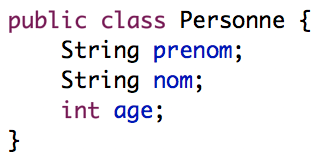 public class Personne {
    String prenom;
    String nom;
    int age;
}